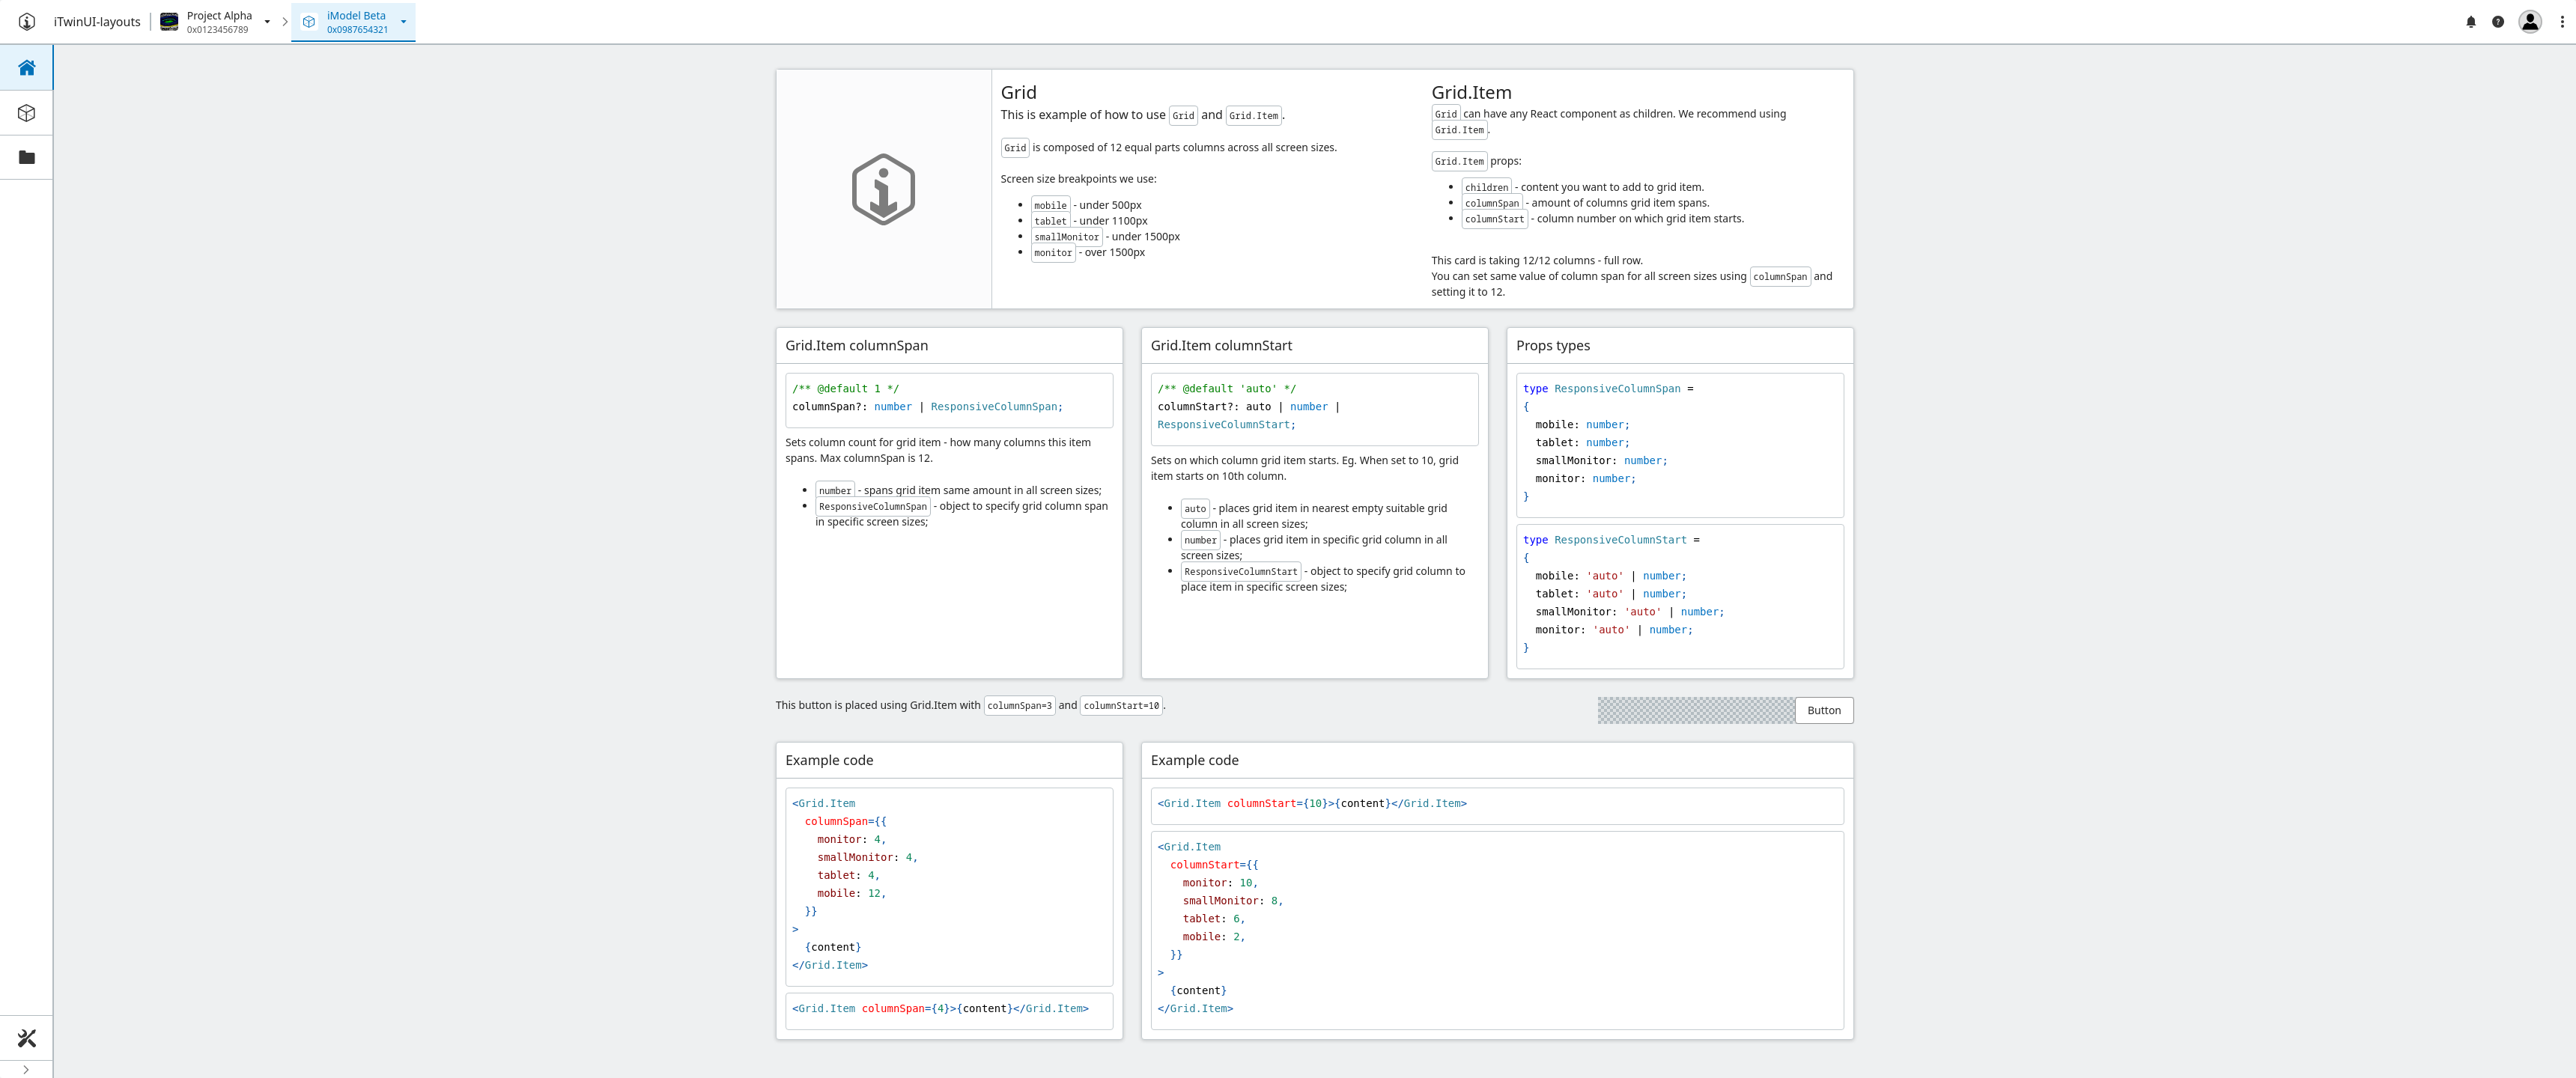 iTwinUI-layouts
Project Alpha
0x0123456789
iModel Beta
0x0987654321
Grid
This is example of how to use Grid and Grid.Item.
Grid is composed of 12 equal parts columns across all screen sizes.
Screen size breakpoints we use:
mobile - under 500px
tablet - under 1100px
smallMonitor - under 1500px
monitor - over 1500px
Grid.Item
Grid can have any React component as children. We recommend using
Grid.Item.
Grid.Item props:
children - content you want to add to grid item.
columnSpan - amount of columns grid item spans.
columnStart - column number on which grid item starts.
This card is taking 12/12 columns - full row.
You can set same value of column span for all screen sizes using columnSpan and
setting it to 12.
Grid.Item columnSpan
/** @default 1 */
columnSpan?: number | ResponsiveColumnSpan;
Sets column count for grid item - how many columns this item
spans. Max columnSpan is 12.
number - spans grid item same amount in all screen sizes;
ResponsiveColumnSpan - object to specify grid column span
in specific screen sizes;
Grid.Item columnStart
/** @default 'auto' */
columnStart?: auto | number |
ResponsiveColumnStart;
Sets on which column grid item starts. Eg. When set to 10, grid
item starts on 10th column.
auto - places grid item in nearest empty suitable grid
column in all screen sizes;
number - places grid item in specific grid column in all
screen sizes;
ResponsiveColumnStart - object to specify grid column to
place item in specific screen sizes;
Props types
type ResponsiveColumnSpan =
{
mobile: number;
tablet: number;
smallMonitor: number;
monitor: number;
}
type ResponsiveColumnStart =
{
mobile: 'auto' | number;
tablet: 'auto' | number;
smallMonitor: 'auto' | number;
monitor: 'auto' | number;
}
This button is placed using Grid.Item with columnSpan=3 and columnStart=10.
Button
Example code
<Grid.Item
columnSpan={{
monitor: 4,
smallMonitor: 4,
tablet: 4,
mobile: 12,
}}
>
{content}
</Grid.Item>
<Grid.Item columnSpan={4}>{content}</Grid.Item>
Example code
<Grid.Item columnStart={10}>{content}</Grid.Item>
<Grid.Item
columnStart={{
monitor: 10,
smallMonitor: 8,
tablet: 6,
mobile: 2,
}}
>
{content}
</Grid.Item>